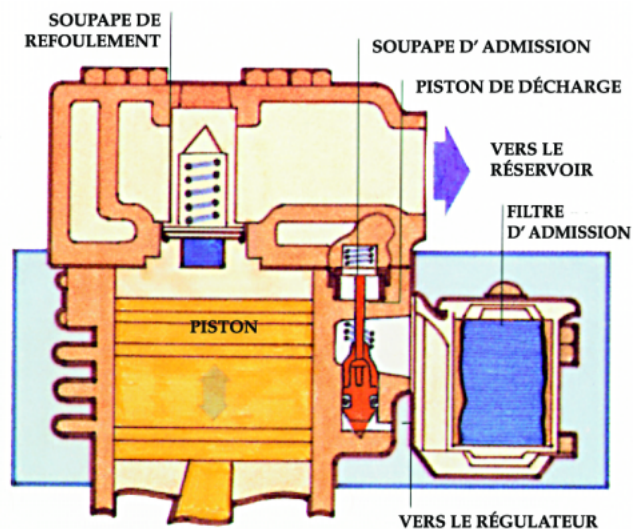 SOUPAPE DE
REFOULEMENT
SOUPAPE D' ADMISSION
PISTON DE DÉCHARGE
VERS LE
RÉSERVOIR
FILTRE
D' ADMISSION
PISTON
VERS LE RÉGULATEUR